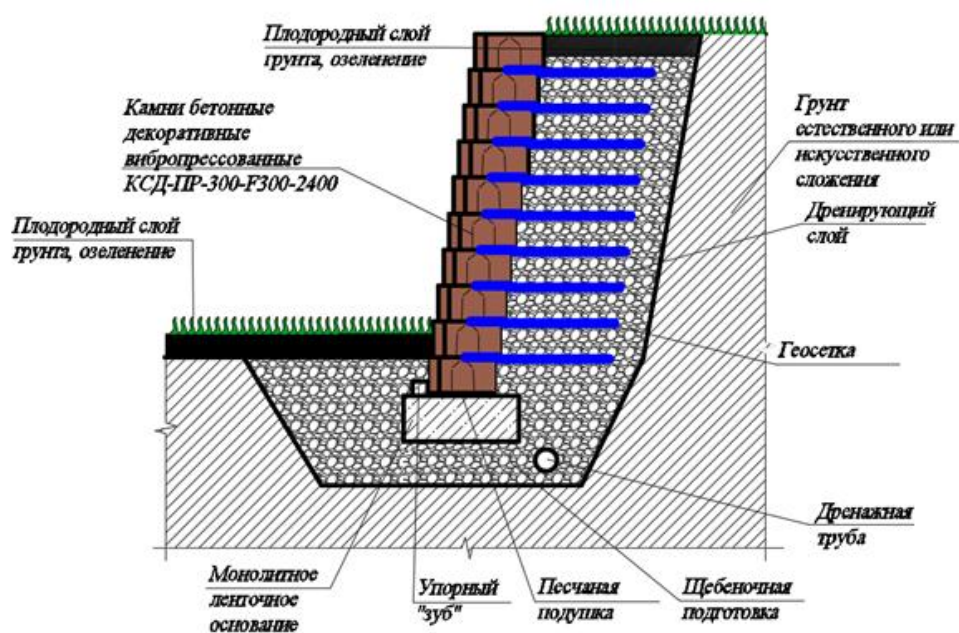 Плодородный слой
грунта, озеленение
Камни бетонные
декоративные
вибропрессованные
КСД-ПР-300-F300-2400
Плодородный слой
грунта, озеленение
Грунт
естественного или
искусственного
сложения
Дренирующий
слой
Геосетка
Дренажная
труба
Монолитное
ленточное
основание
Упорный
"зуб"
Песчаная
подушка
Щебеночная
подготовка